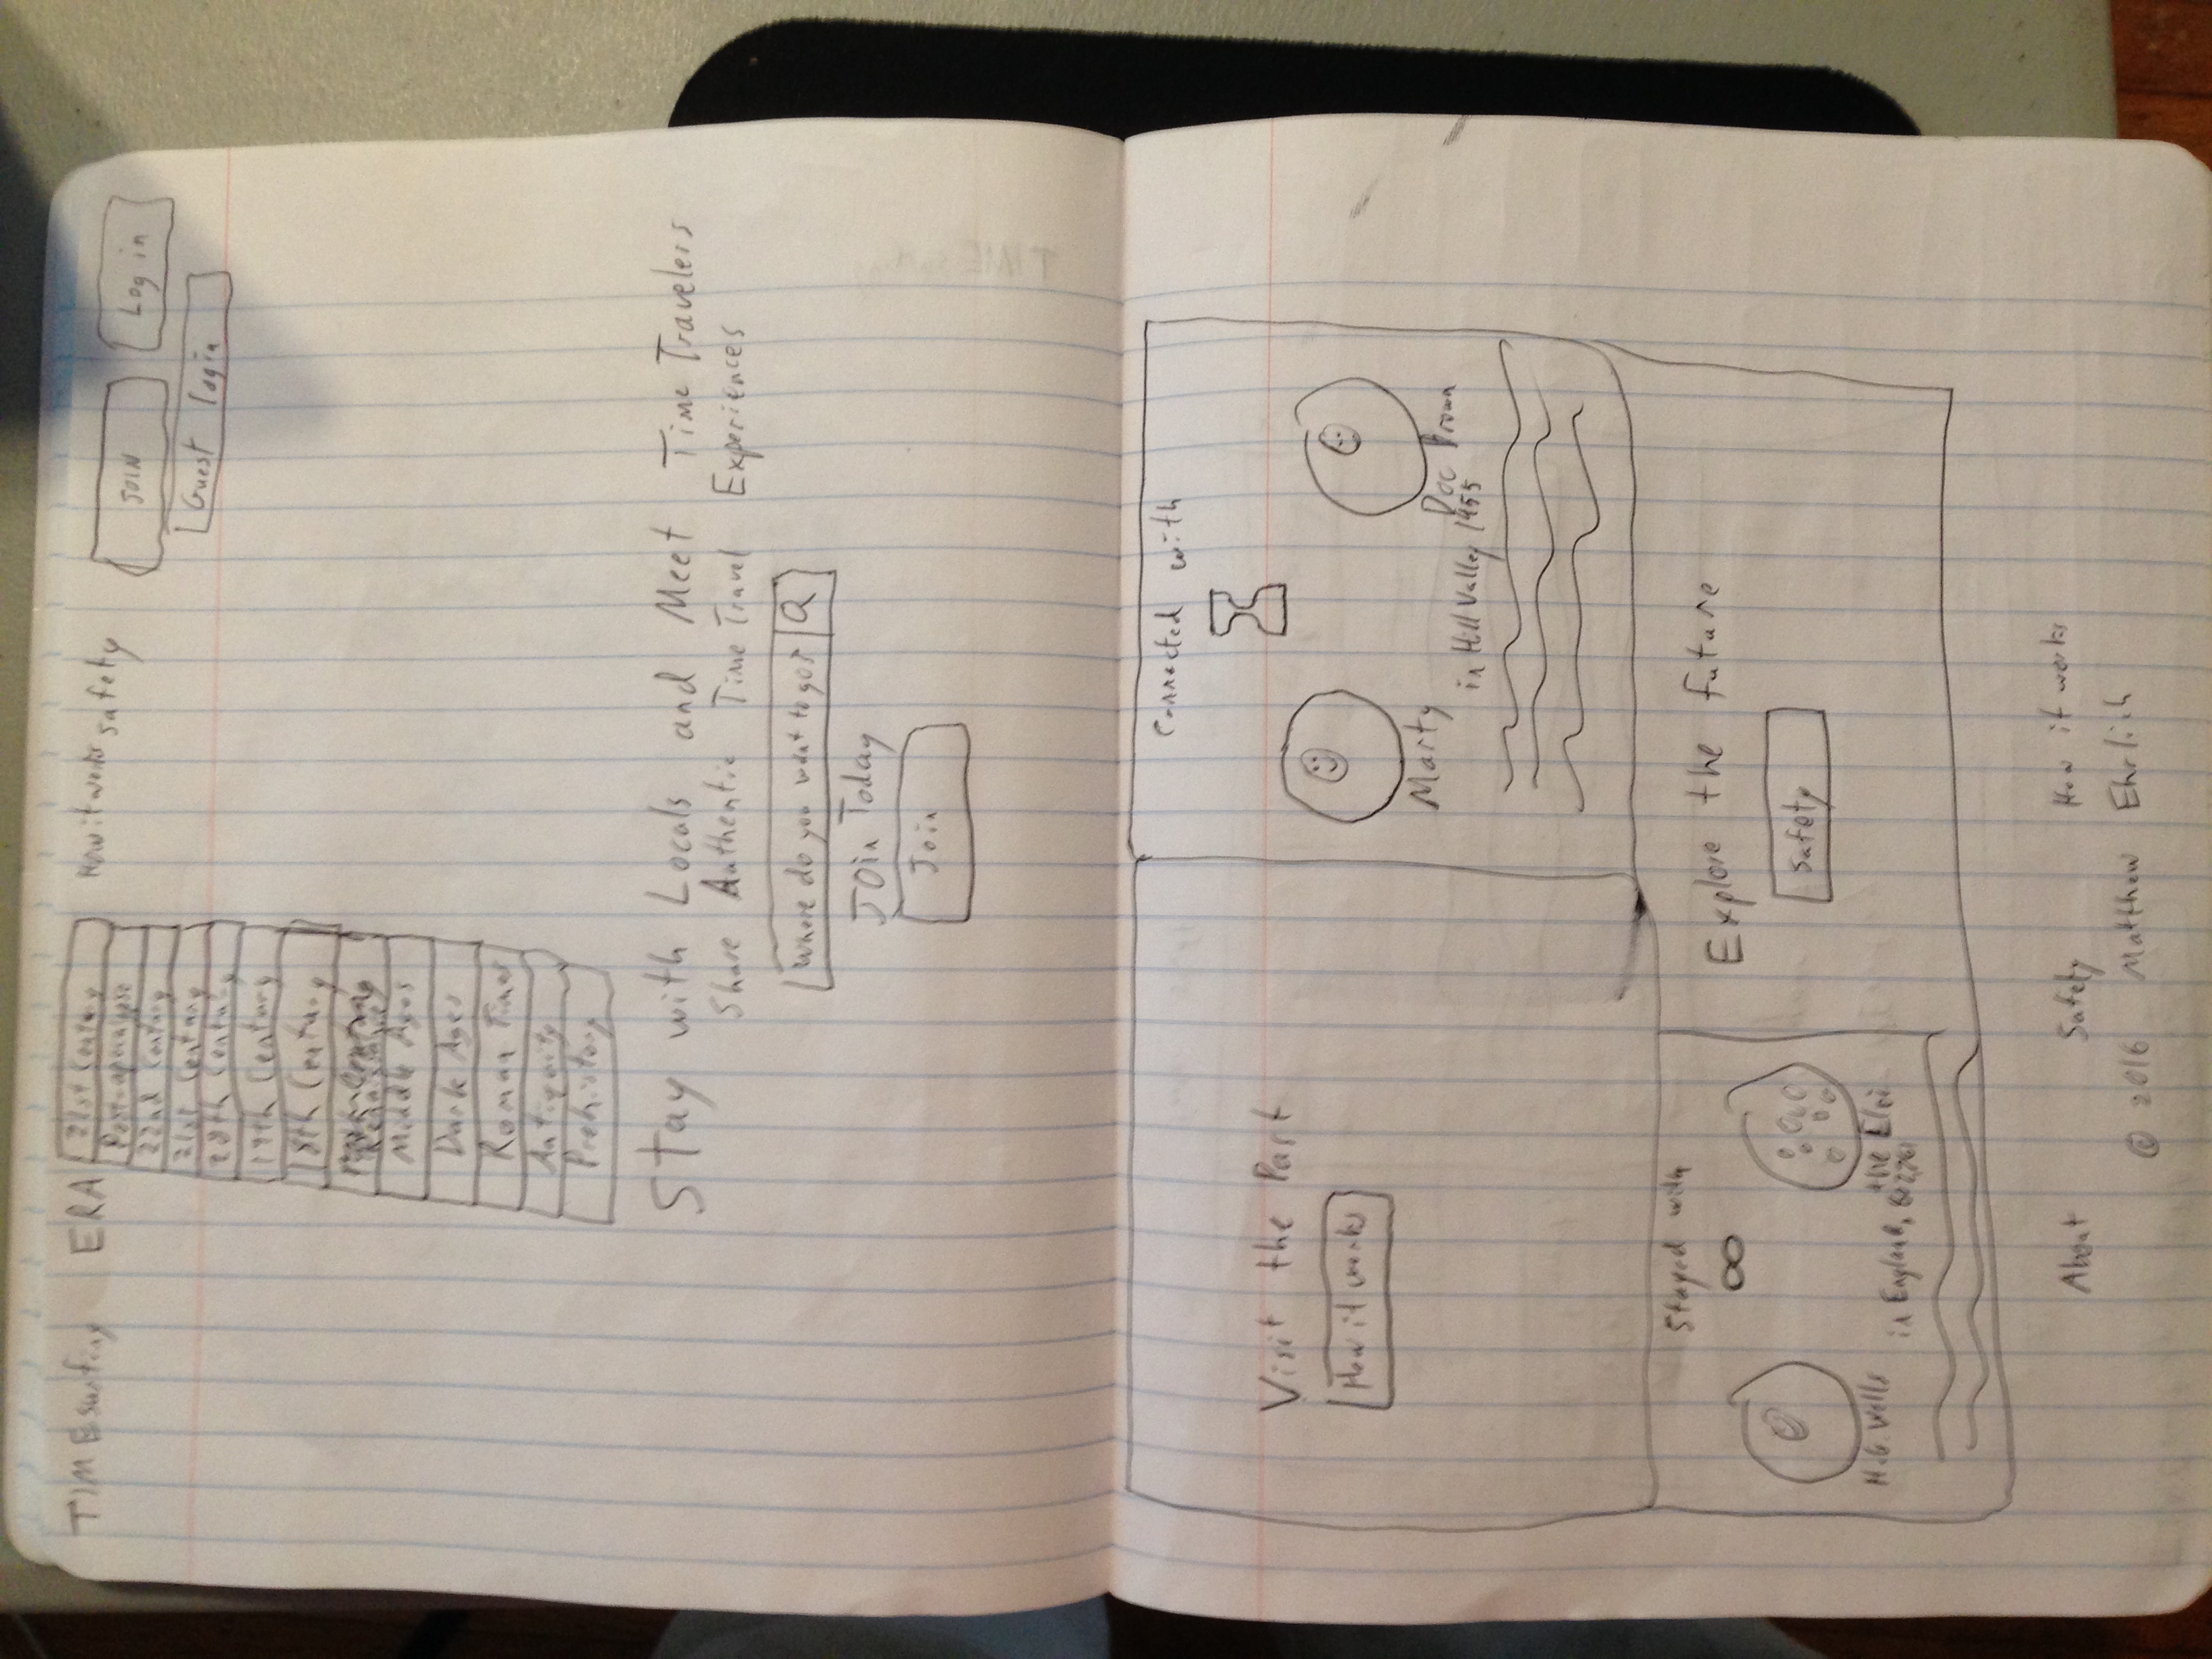 TIMEsurfing ERA 21st Century How it works safety JOIN Log in
Post-apocalypse
22nd Century
21st Century
Guest login
20th Century
19th Century
18th Century
Renaissance
Middle Ages
Dark Ages
Roman Times
Antiquity
Prehistory
Stay with Locals and Meet Time Travelers
Share Authentic Time Travel Experiences
Where do you want to go?
Join Today
Join
Connected with
Visit the Past
How it works
Marty Doc Brown
in Hill Valley 1955
Stayed with
Explore the future
∞
Safety
H.G. Wells the Eloi
in England, 802,701
About Safety How it works
© 2016 Matthew Ehrlich